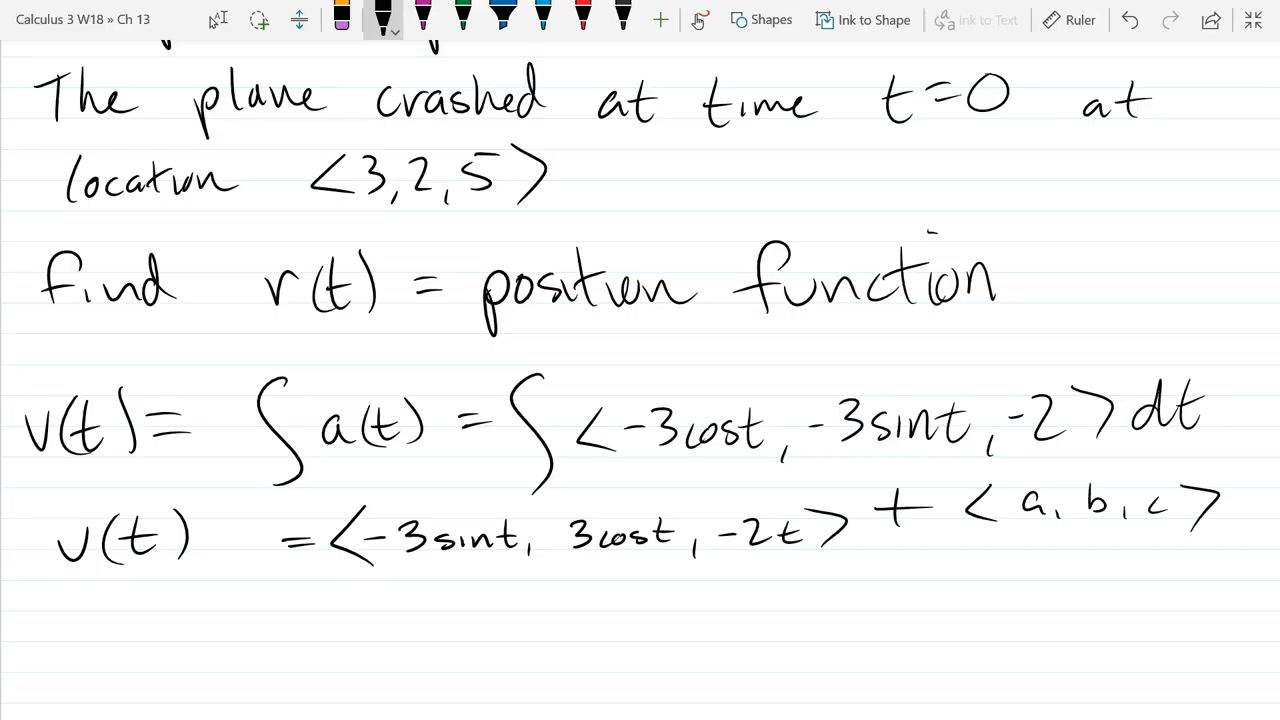 Calculus 3 W18 » Ch 13
Shapes Ink to Shape Ink to Text Ruler
The plane crashed at time t=0 at
location <3,2,5>
find r(t) = position function
v(t)= ∫ a(t) = ∫ <-3cost, -3sint, -2> dt
v(t) = <-3sint, 3cost, -2t> + <a, b, c>